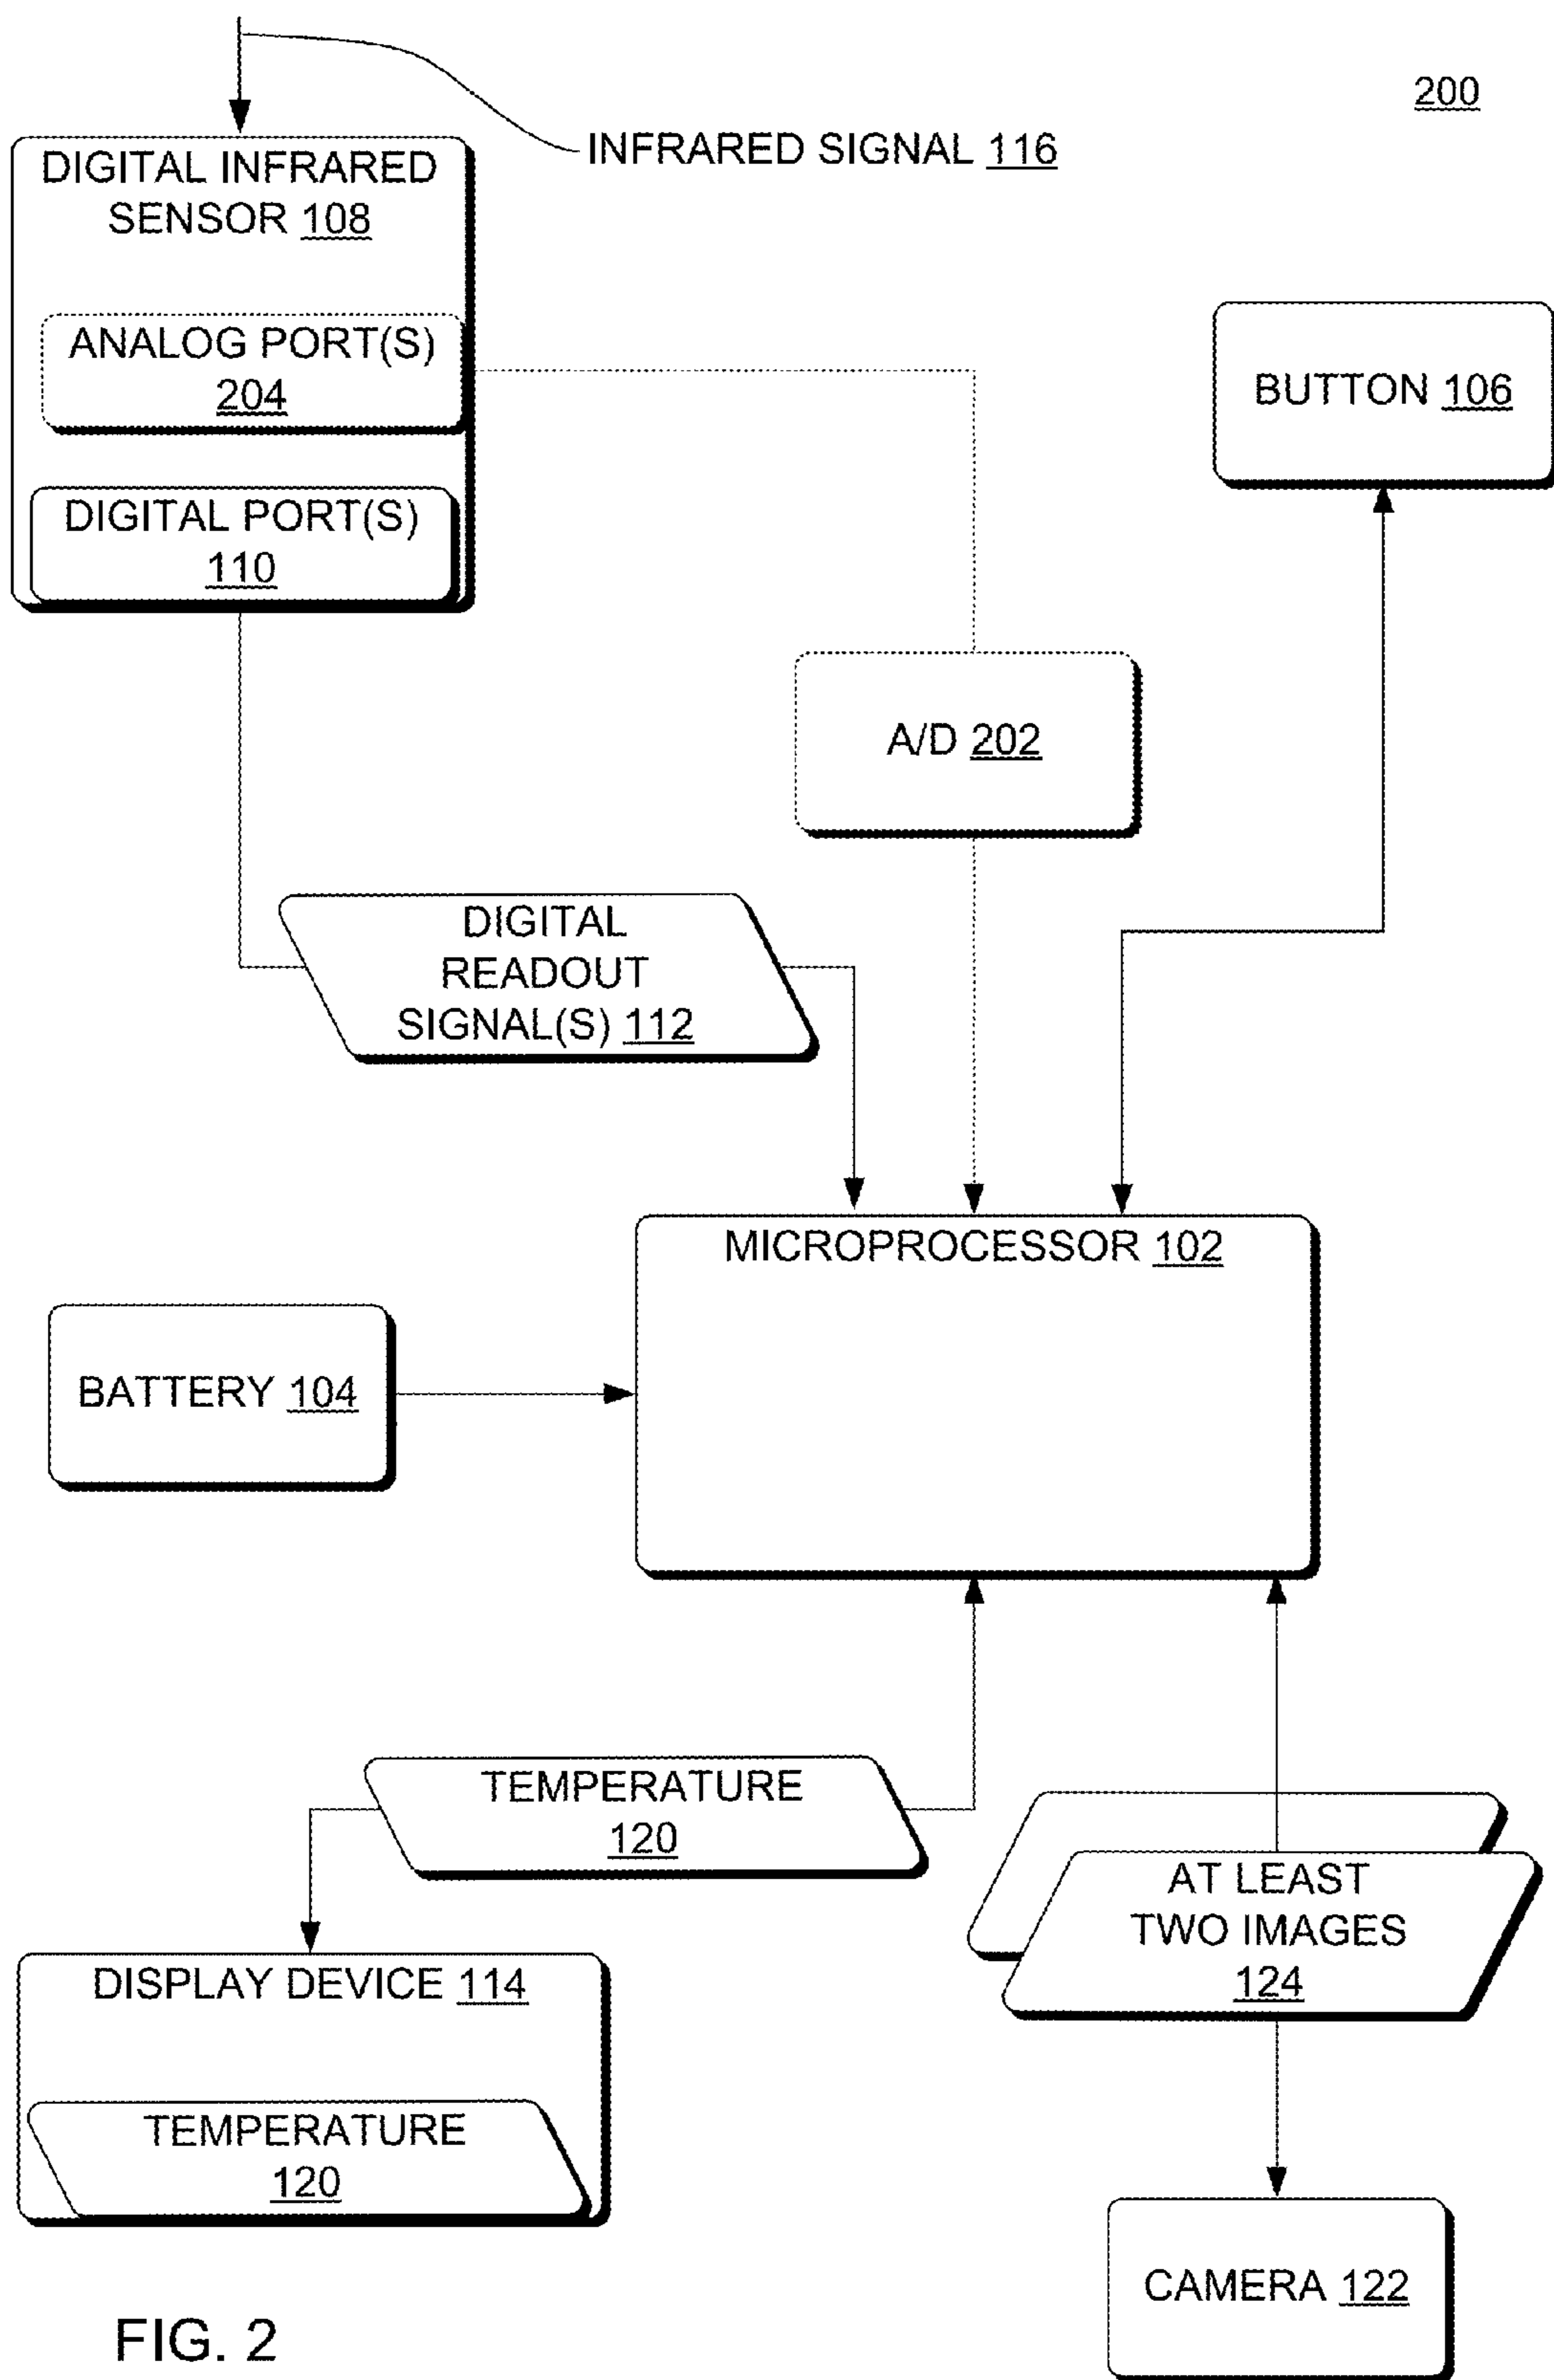 200
INFRARED SIGNAL 116
DIGITAL INFRARED
SENSOR 108
ANALOG PORT(S)
204
DIGITAL PORT(S)
110
BUTTON 106
A/D 202
DIGITAL
READOUT
SIGNAL(S) 112
MICROPROCESSOR 102
BATTERY 104
TEMPERATURE
120
AT LEAST
TWO IMAGES
124
DISPLAY DEVICE 114
TEMPERATURE
120
CAMERA 122
FIG. 2